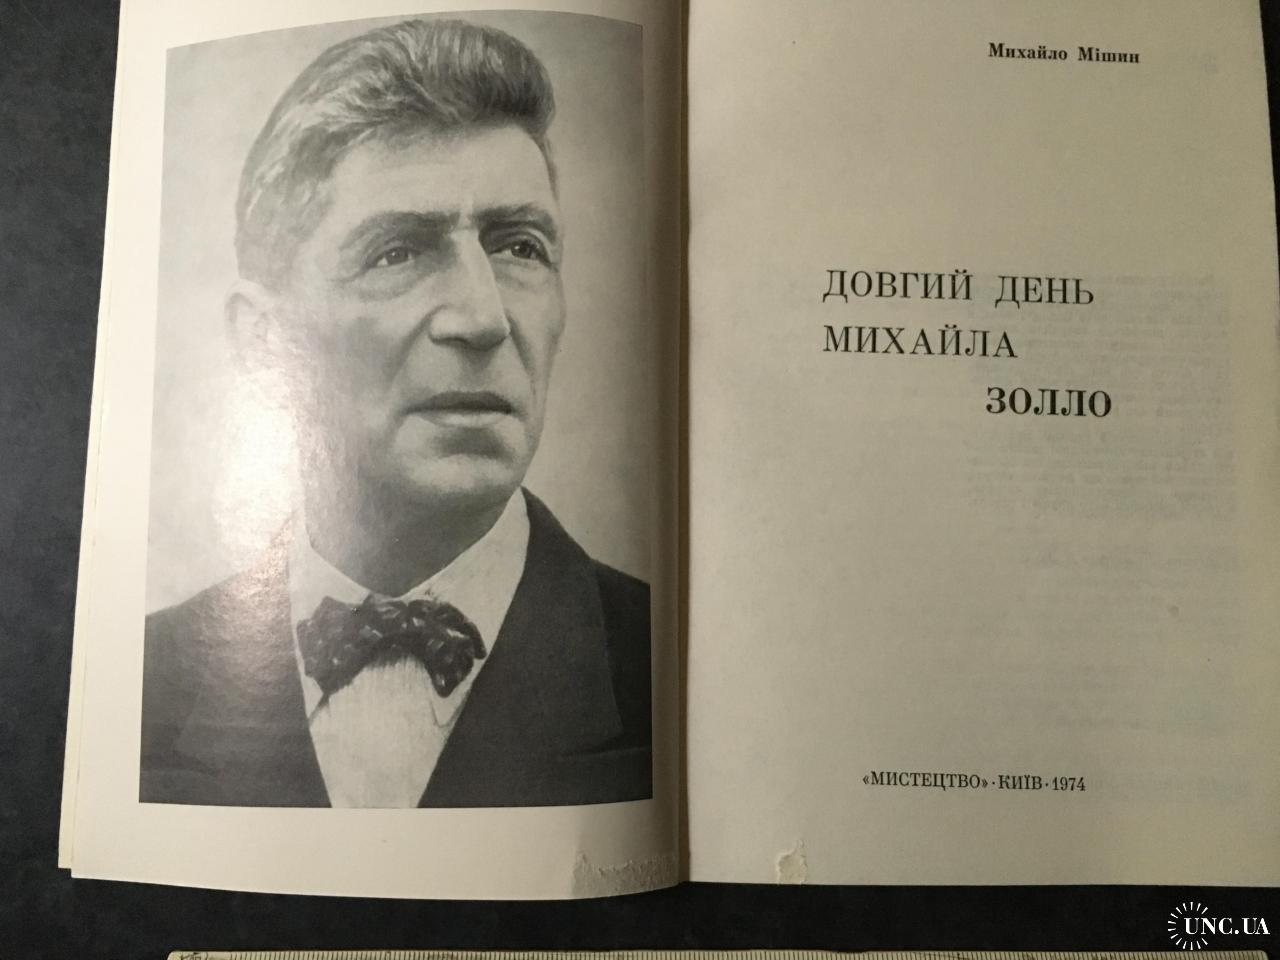 Михайло Мішин
ДОВГИЙ ДЕНЬ
МИХАЙЛА
ЗОЛЛО
«МИСТЕЦТВО» · КИЇВ · 1974
UNC.UA